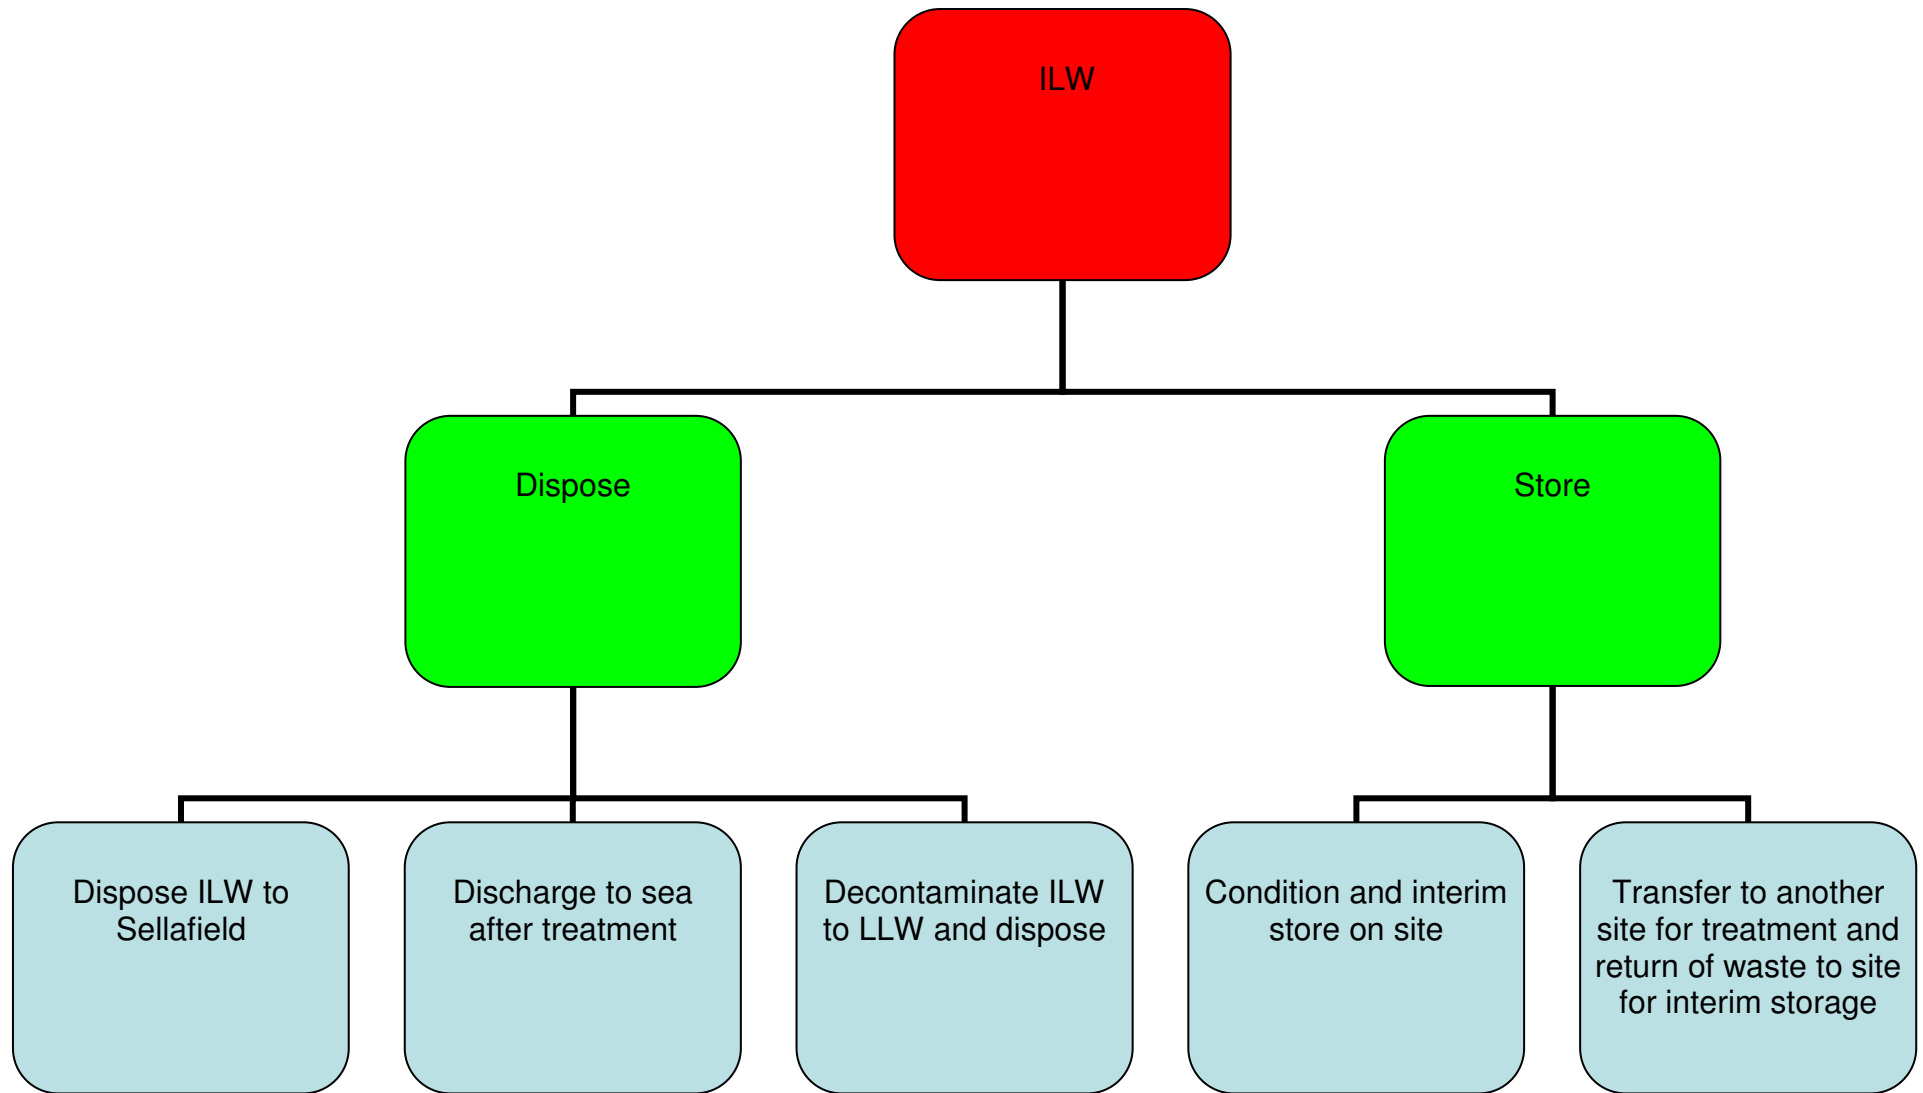 ILW
Dispose
Store
Dispose ILW to
Sellafield
Discharge to sea
after treatment
Decontaminate ILW
to LLW and dispose
Condition and interim
store on site
Transfer to another
site for treatment and
return of waste to site
for interim storage